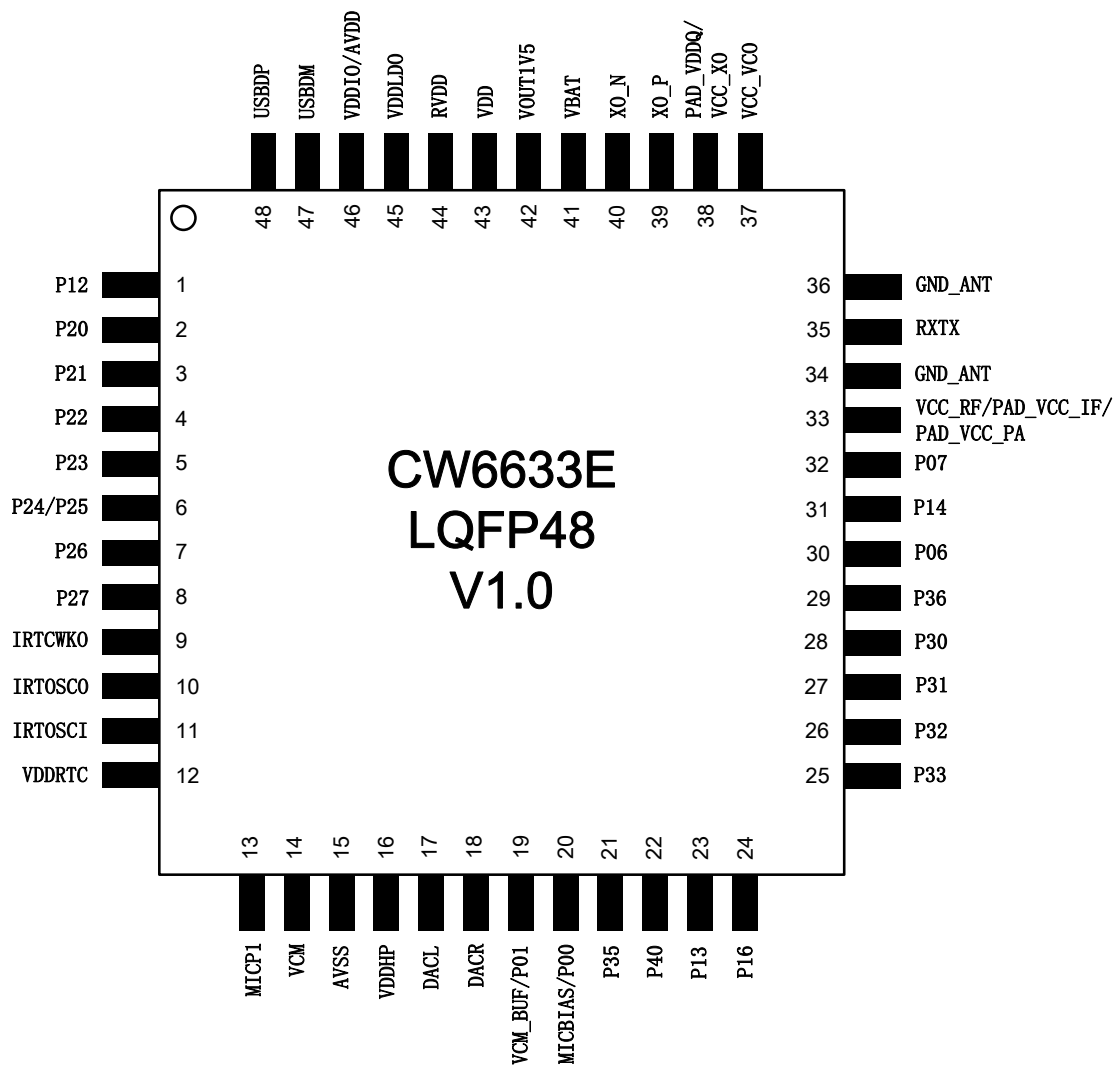 USBDP
USBDM
VDDIO/AVDD
VDDLDO
RVDD
VDD
VOUT1V5
VBAT
XO_N
XO_P
PAD_VDDQ/
VCC_XO
VCC_VCO
48
47
46
45
44
43
42
41
40
39
38
37
P12
1
P20
2
P21
3
P22
4
P23
5
P24/P25
6
P26
7
P27
8
IRTCWKO
9
IRTOSCO
10
IRTOSCI
11
VDDRTC
12
CW6633E
LQFP48
V1.0
36
GND_ANT
35
RXTX
34
GND_ANT
33
VCC_RF/PAD_VCC_IF/
PAD_VCC_PA
32
P07
31
P14
30
P06
29
P36
28
P30
27
P31
26
P32
25
P33
13
14
15
16
17
18
19
20
21
22
23
24
MICP1
VCM
AVSS
VDDHP
DACL
DACR
VCM_BUF/P01
MICBIAS/P00
P35
P40
P13
P16